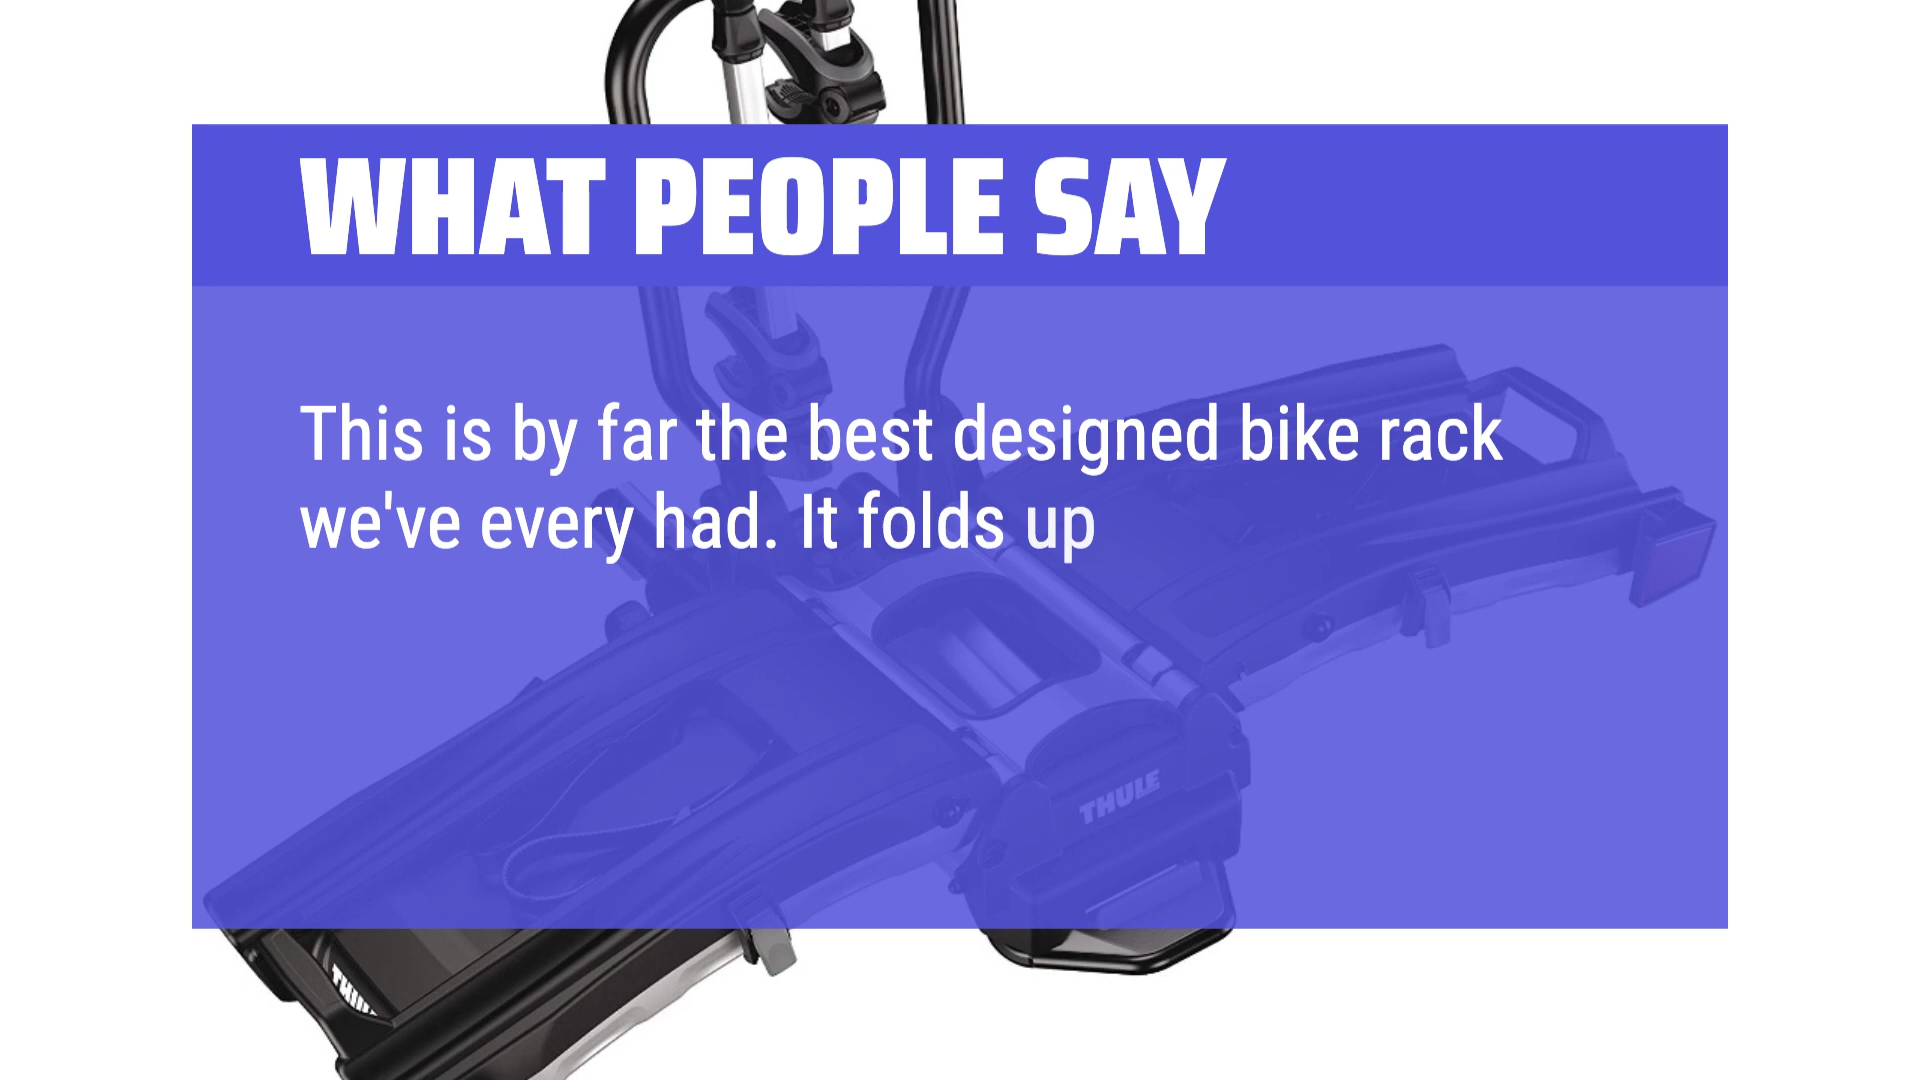 WHAT PEOPLE SAY
This is by far the best designed bike rack
we've every had. It folds up
THULE
THULE